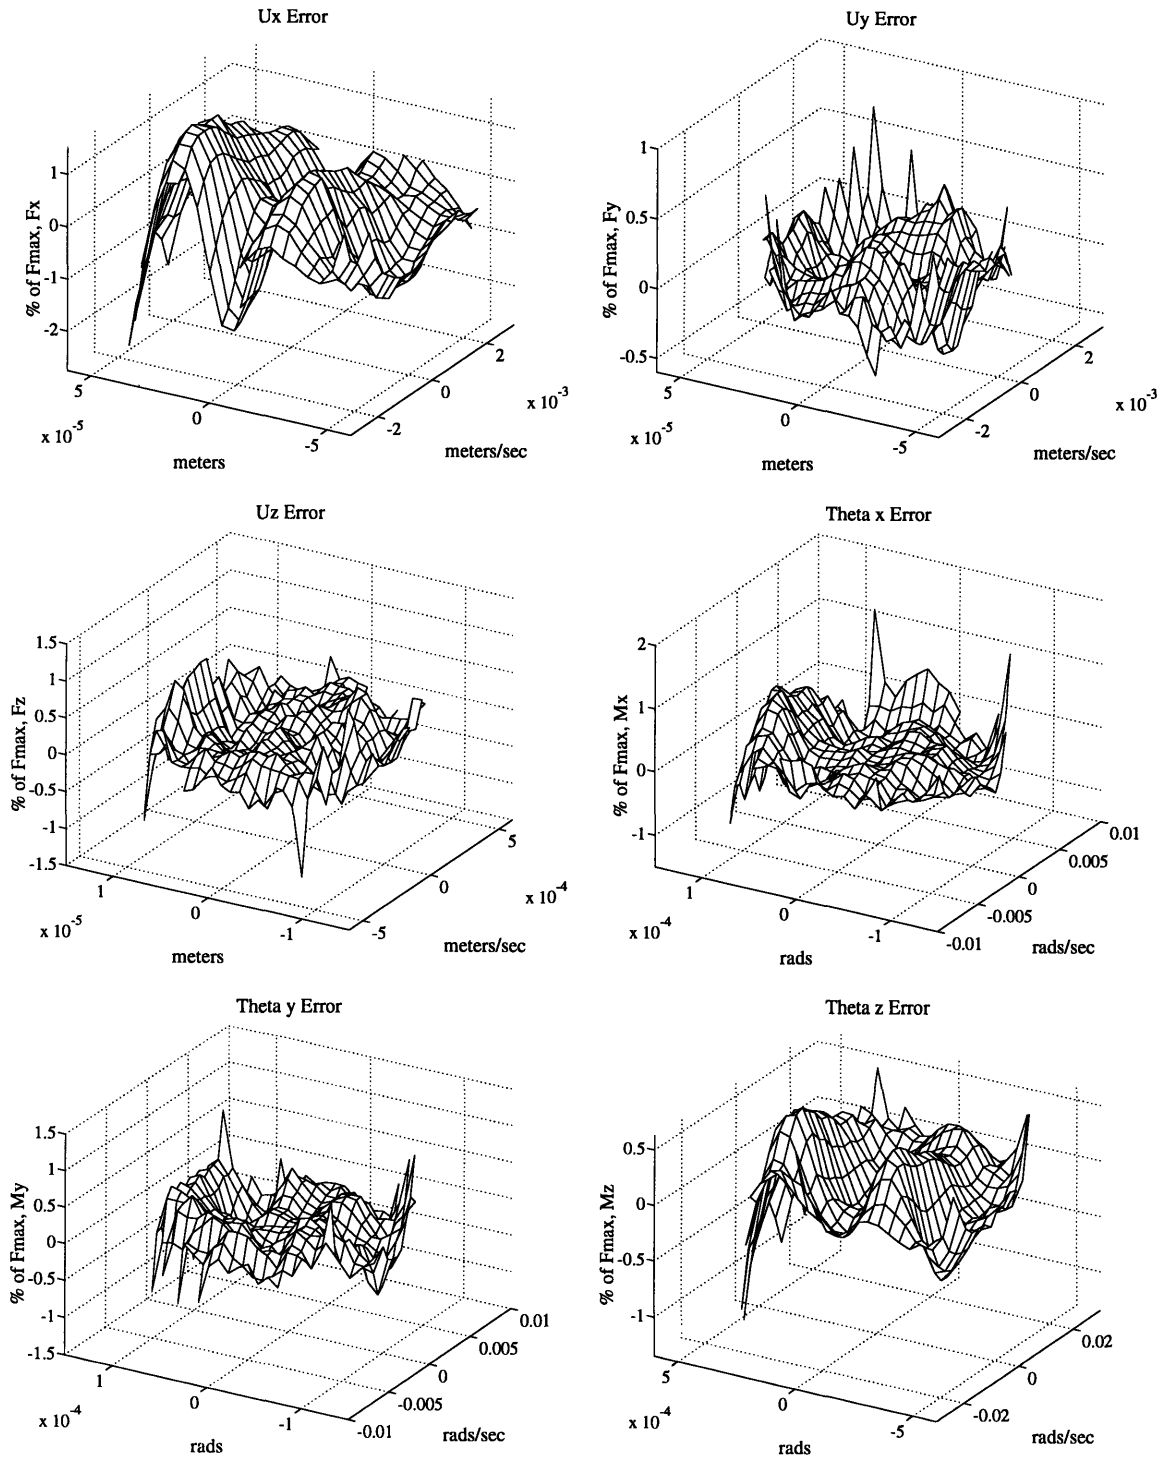 Ux Error
1
0
-1
-2
% of Fmax, Fx
5
0
-5
x 10^-5
meters
-2
0
2
x 10^-3
meters/sec
Uy Error
1
0.5
0
-0.5
% of Fmax, Fy
5
0
-5
x 10^-5
meters
-2
0
2
x 10^-3
meters/sec
Uz Error
1.5
1
0.5
0
-0.5
-1
-1.5
% of Fmax, Fz
1
0
-1
x 10^-5
meters
-5
0
5
x 10^-4
meters/sec
Theta x Error
2
1
0
-1
% of Fmax, Mx
1
0
-1
x 10^-4
rads
-0.01
-0.005
0
0.005
0.01
rads/sec
Theta y Error
1.5
1
0.5
0
-0.5
-1
-1.5
% of Fmax, My
1
0
-1
x 10^-4
rads
-0.01
-0.005
0
0.005
0.01
rads/sec
Theta z Error
0.5
0
-0.5
-1
% of Fmax, Mz
5
0
-5
x 10^-4
rads
-0.02
0
0.02
rads/sec